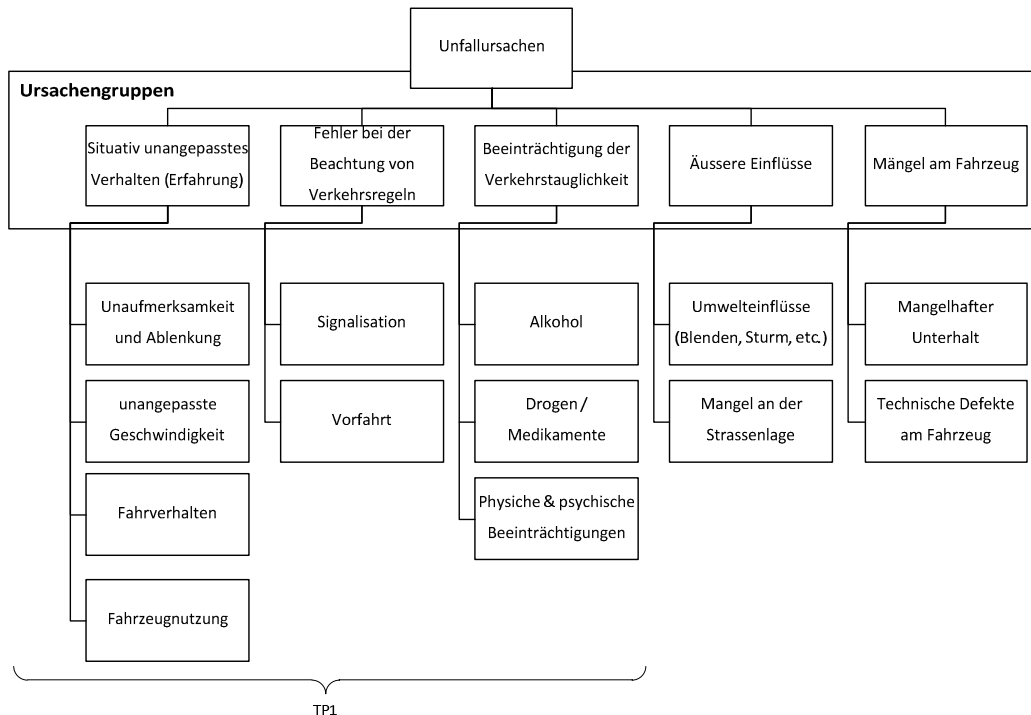 Unfallursachen
Ursachengruppen
Situativ unangepasstes
Verhalten (Erfahrung)
Fehler bei der
Beachtung von
Verkehrsregeln
Beeinträchtigung der
Verkehrstauglichkeit
Äussere Einflüsse
Mängel am Fahrzeug
Unaufmerksamkeit
und Ablenkung
unangepasste
Geschwindigkeit
Fahrverhalten
Fahrzeugnutzung
Signalisation
Vorfahrt
Alkohol
Drogen /
Medikamente
Physiche & psychische
Beeinträchtigungen
Umwelteinflüsse
(Blenden, Sturm, etc.)
Mangel an der
Strassenlage
Mangelhafter
Unterhalt
Technische Defekte
am Fahrzeug
TP1